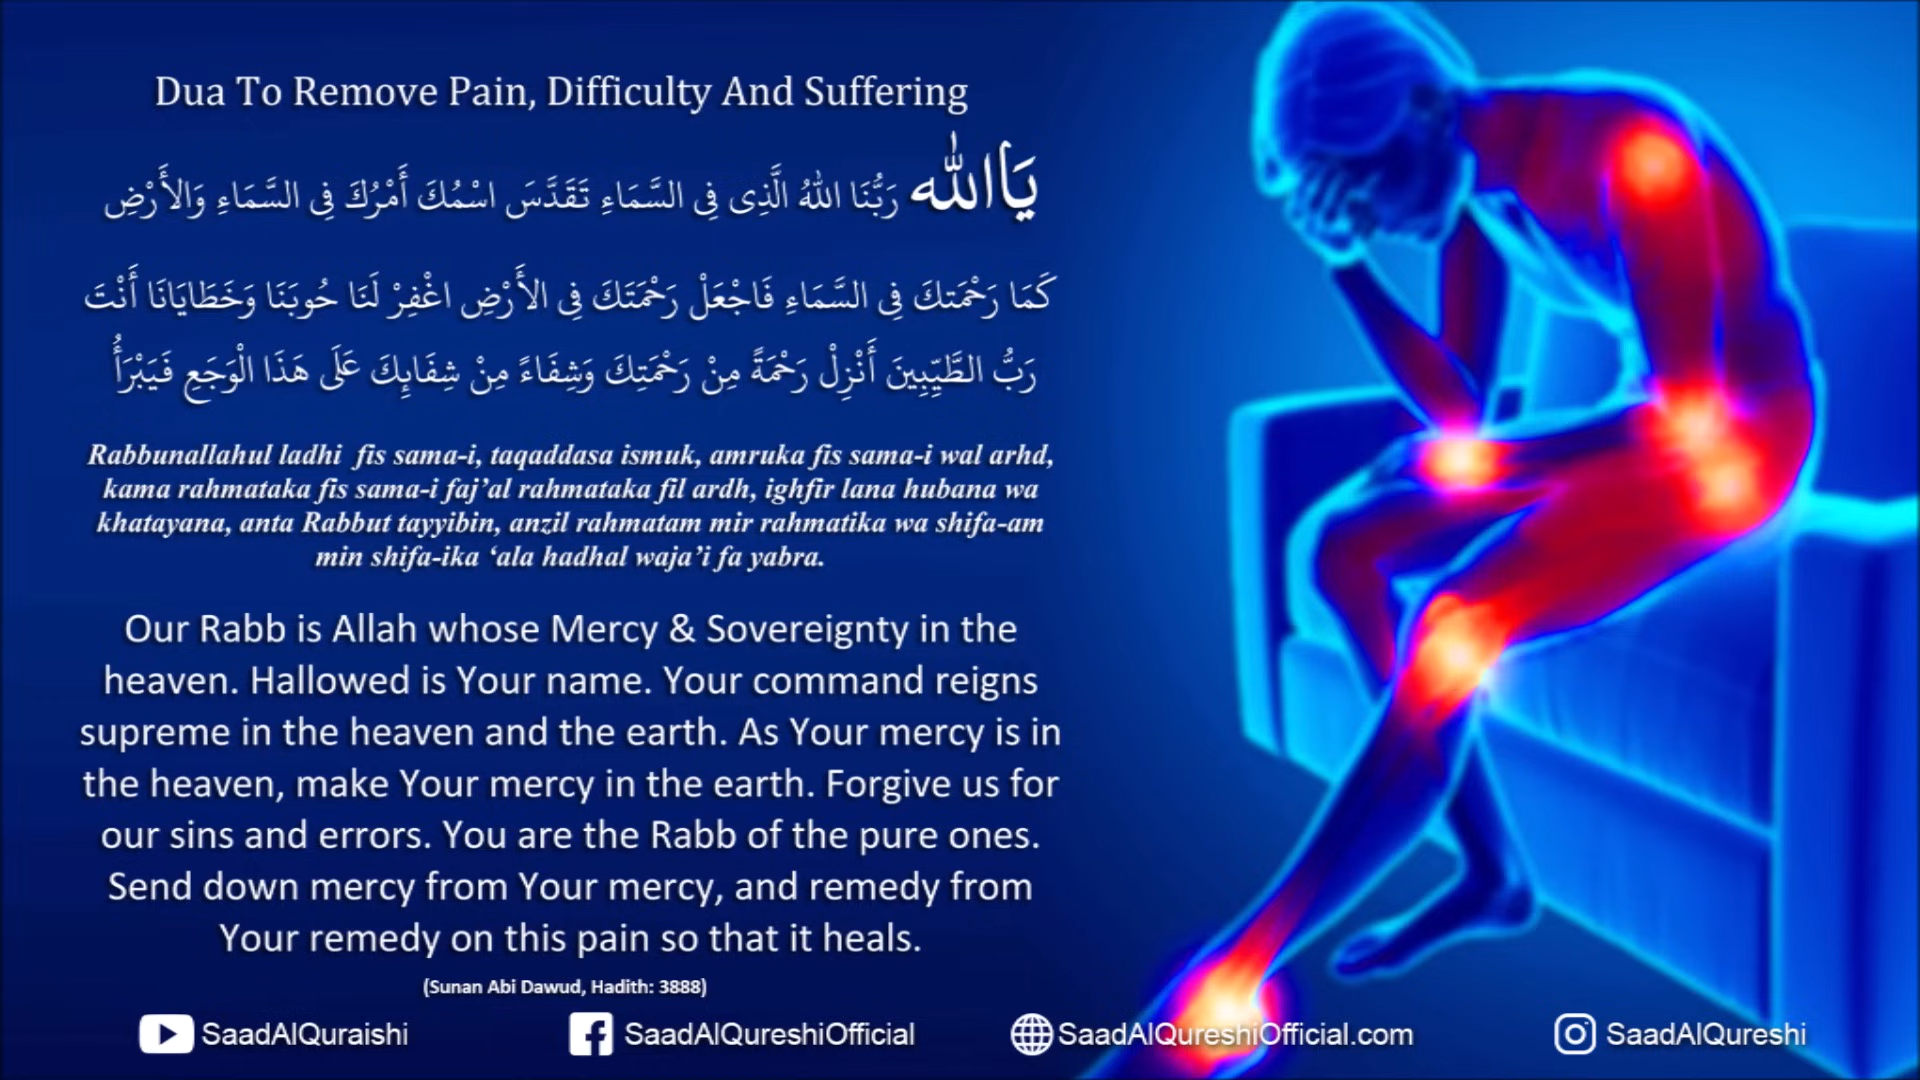 Dua To Remove Pain, Difficulty And Suffering
يَااللّٰه رَبُّنَا اللّٰهُ الَّذِى فِى السَّمَاءِ تَقَدَّسَ اسْمُكَ أَمْرُكَ فِى السَّمَاءِ وَالأَرْضِ
كَمَا رَحْمَتكَ فِى السَّمَاءِ فَاجْعَلْ رَحْمَتَكَ فِى الأَرْضِ اغْفِرْ لَنَا حُوبَنَا وَخَطَايَانَا أَنْتَ
رَبُّ الطَّيِّبِينَ أَنْزِلْ رَحْمَةً مِنْ رَحْمَتِكَ وَشِفَاءً مِنْ شِفَائِكَ عَلَى هَذَا الْوَجَعِ فَيَبْرَأُ
Rabbunallahul ladhi fis sama-i, taqaddasa ismuk, amruka fis sama-i wal arhd,
kama rahmataka fis sama-i faj’al rahmataka fil ardh, ighfir lana hubana wa
khatayana, anta Rabbut tayyibin, anzil rahmatam mir rahmatika wa shifa-am
min shifa-ika ‘ala hadhal waja’i fa yabra.
Our Rabb is Allah whose Mercy & Sovereignty in the
heaven. Hallowed is Your name. Your command reigns
supreme in the heaven and the earth. As Your mercy is in
the heaven, make Your mercy in the earth. Forgive us for
our sins and errors. You are the Rabb of the pure ones.
Send down mercy from Your mercy, and remedy from
Your remedy on this pain so that it heals.
(Sunan Abi Dawud, Hadith: 3888)
SaadAlQuraishi SaadAlQureshiOfficial SaadAlQureshiOfficial.com SaadAlQureshi